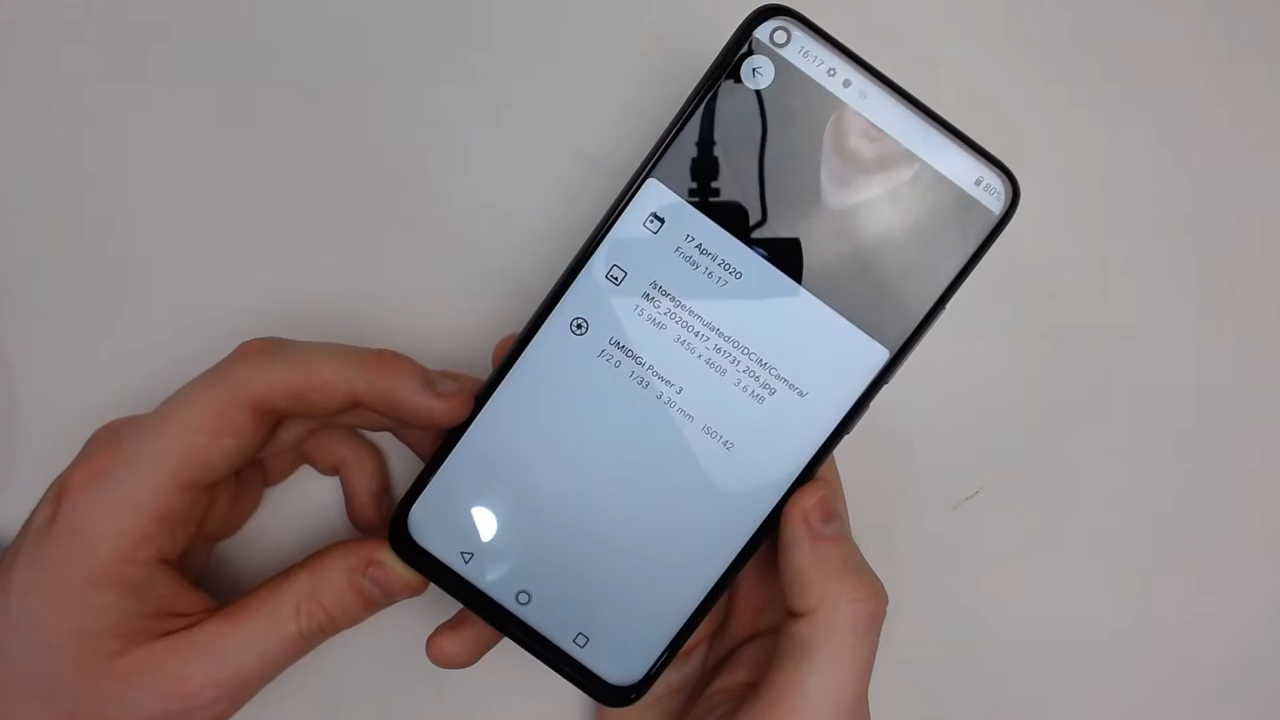 16:17
80%
17 April 2020
Friday 16:17
/storage/emulated/0/DCIM/Camera/
IMG_20200417_161731_206.jpg
15.9MP 3456 x 4608 3.6 MB
UMIDIGI Power 3
ƒ/2.0 1/33 3.30 mm ISO142